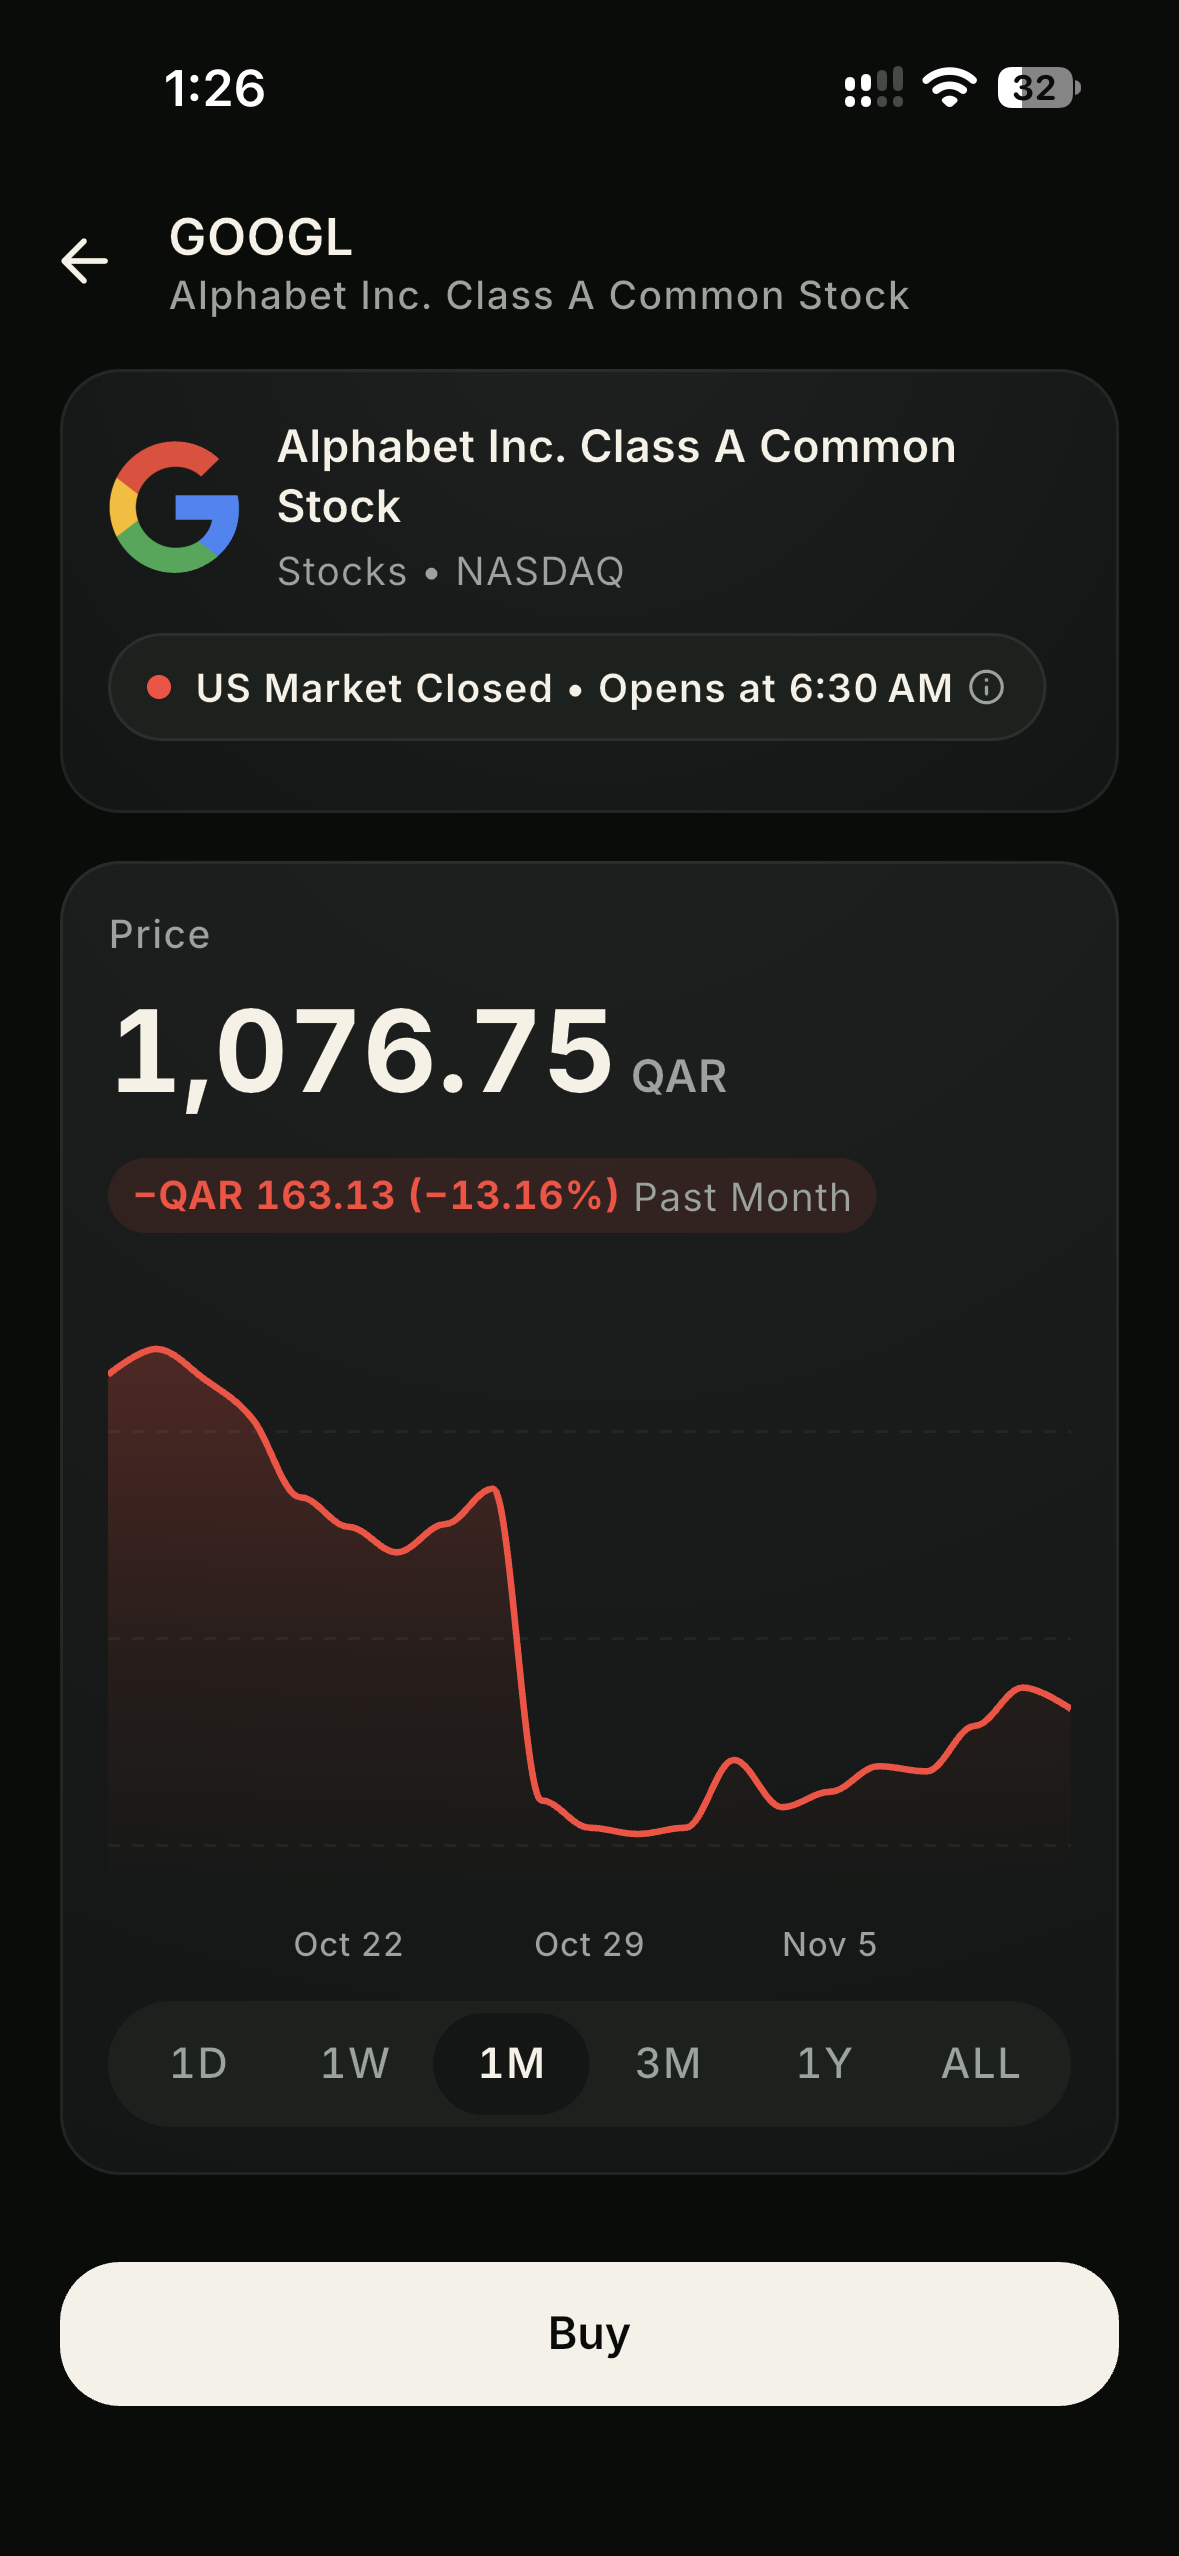 1:26
32
GOOGL
Alphabet Inc. Class A Common Stock
Alphabet Inc. Class A Common
Stock
Stocks • NASDAQ
US Market Closed • Opens at 6:30 AM
Price
1,076.75 QAR
−QAR 163.13 (−13.16%) Past Month
Oct 22 Oct 29 Nov 5
1D 1W 1M 3M 1Y ALL
Buy